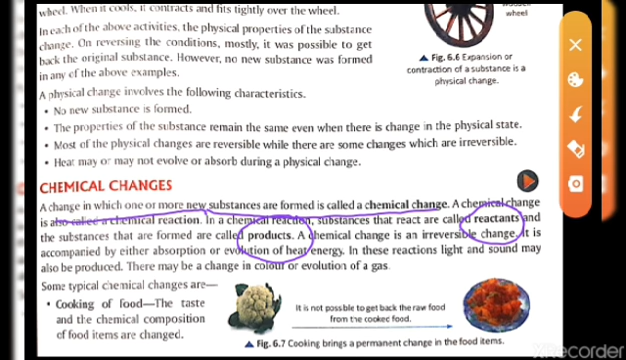 wheel. When it cools, it contracts and fits tightly over the wheel.
wheel
In each of the above activities, the physical properties of the substance
change. On reversing the conditions, mostly, it was possible to get
back the original substance. However, no new substance was formed
in any of the above examples.
▲ Fig. 6.6 Expansion or
contraction of a substance is a
physical change.
A physical change involves the following characteristics.
• No new substance is formed.
• The properties of the substance remain the same even when there is change in the physical state.
• Most of the physical changes are reversible while there are some changes which are irreversible.
• Heat may or may not evolve or absorb during a physical change.
CHEMICAL CHANGES
A change in which one or more new substances are formed is called a chemical change. A chemical change
is also called a chemical reaction. In a chemical reaction, substances that react are called reactants and
the substances that are formed are called products. A chemical change is an irreversible change. It is
accompanied by either absorption or evolution of heat energy. In these reactions light and sound may
also be produced. There may be a change in colour or evolution of a gas.
Some typical chemical changes are—
• Cooking of food—The taste
and the chemical composition
of food items are changed.
It is not possible to get back the raw food
from the cooked food.
▲ Fig. 6.7 Cooking brings a permanent change in the food items.
XRecorder